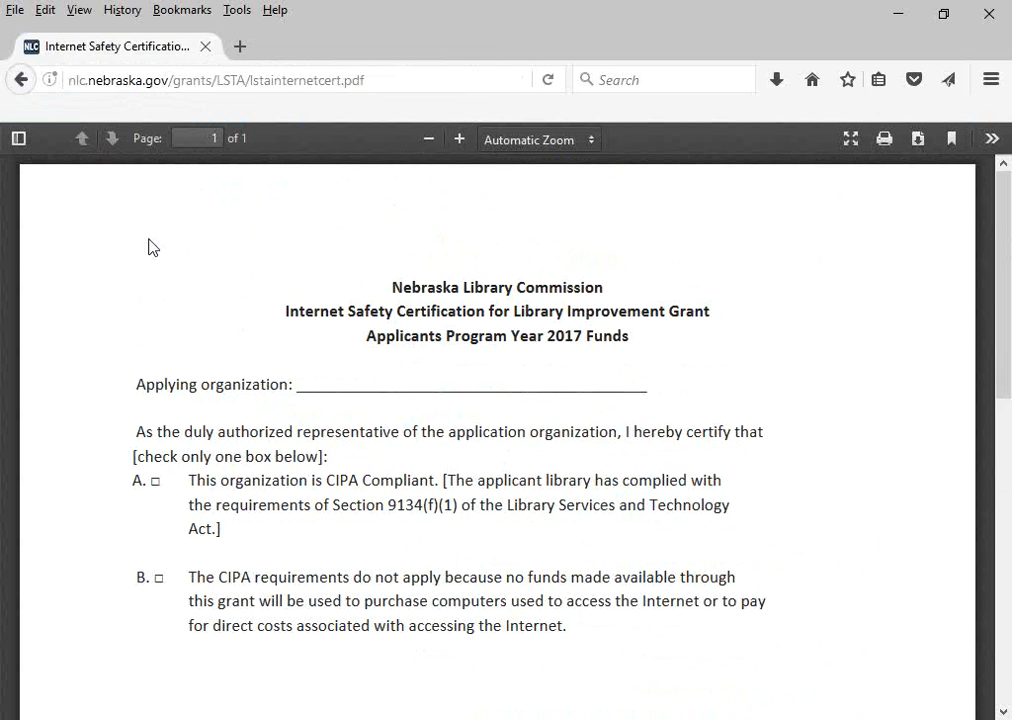 File Edit View History Bookmarks Tools Help
NLC Internet Safety Certificatio...
nlc.nebraska.gov/grants/LSTA/lstainternetcert.pdf Search
Page: 1 of 1 Automatic Zoom
Nebraska Library Commission
Internet Safety Certification for Library Improvement Grant
Applicants Program Year 2017 Funds
Applying organization: ________________________________________
As the duly authorized representative of the application organization, I hereby certify that
[check only one box below]:
A. □ This organization is CIPA Compliant. [The applicant library has complied with
the requirements of Section 9134(f)(1) of the Library Services and Technology
Act.]
B. □ The CIPA requirements do not apply because no funds made available through
this grant will be used to purchase computers used to access the Internet or to pay
for direct costs associated with accessing the Internet.